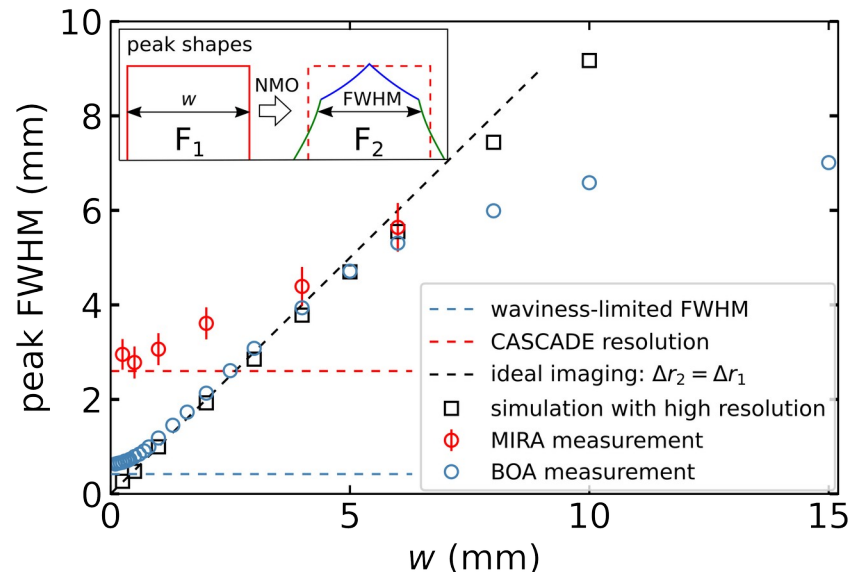 peak shapes
w
F₁
NMO
FWHM
F₂
peak FWHM (mm)
10
8
6
4
2
0
0
5
10
15
w (mm)
waviness-limited FWHM
CASCADE resolution
ideal imaging: Δr₂ = Δr₁
simulation with high resolution
MIRA measurement
BOA measurement